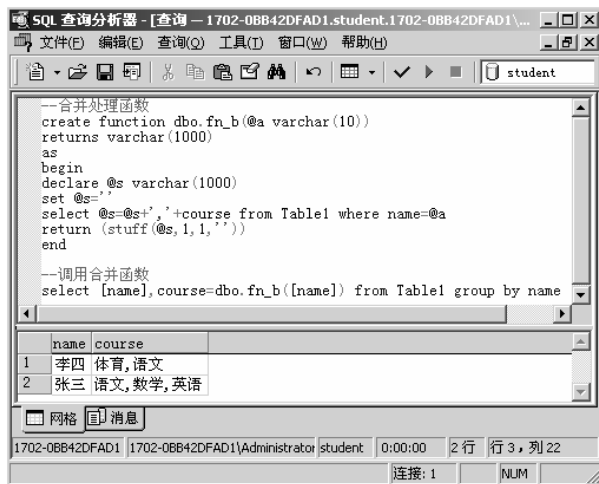 SQL 查询分析器 - [查询 — 1702-0BB42DFAD1.student.1702-0BB42DFAD1\...
文件(F) 编辑(E) 查询(Q) 工具(T) 窗口(W) 帮助(H)
student
--合并处理函数
create function dbo.fn_b(@a varchar(10))
returns varchar(1000)
as
begin
declare @s varchar(1000)
set @s=''
select @s=@s+','+course from Table1 where name=@a
return (stuff(@s,1,1,''))
end
--调用合并函数
select [name],course=dbo.fn_b([name]) from Table1 group by name
name course
1 李四 体育,语文
2 张三 语文,数学,英语
网格 消息
1702-0BB42DFAD1 1702-0BB42DFAD1\Administrator student 0:00:00 2行 行 3，列 22
连接: 1 NUM